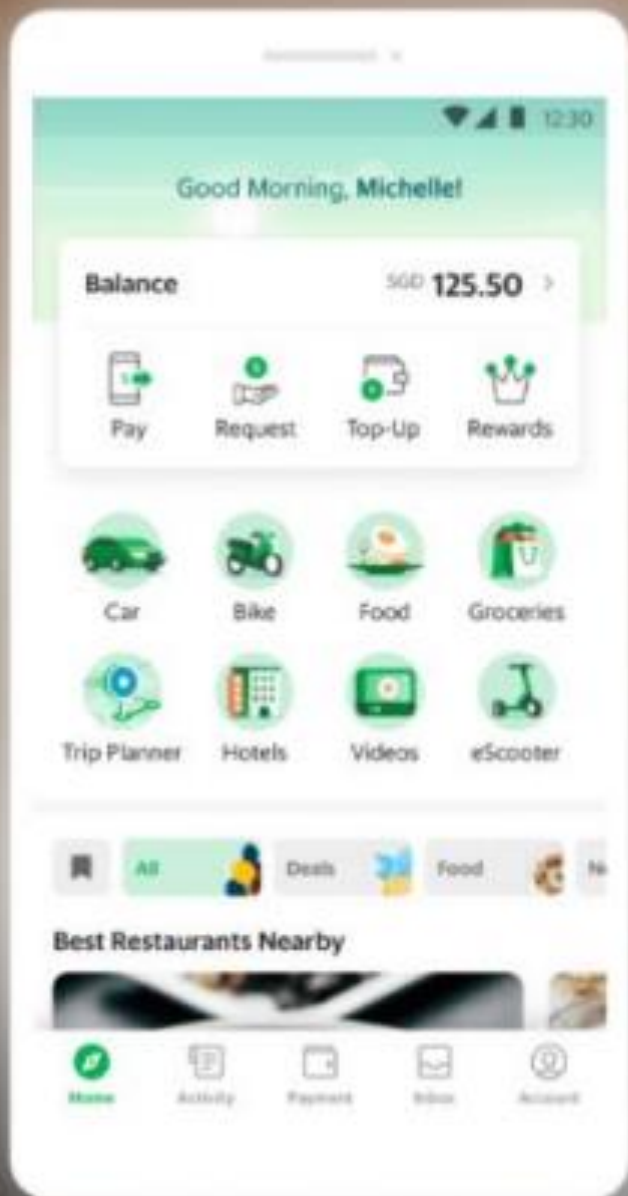 12:30
Good Morning, Michelle!
Balance SGD 125.50 >
Pay Request Top-Up Rewards
Car Bike Food Groceries
Trip Planner Hotels Videos eScooter
All Deals Food
Best Restaurants Nearby
Home Activity Payment Inbox Account